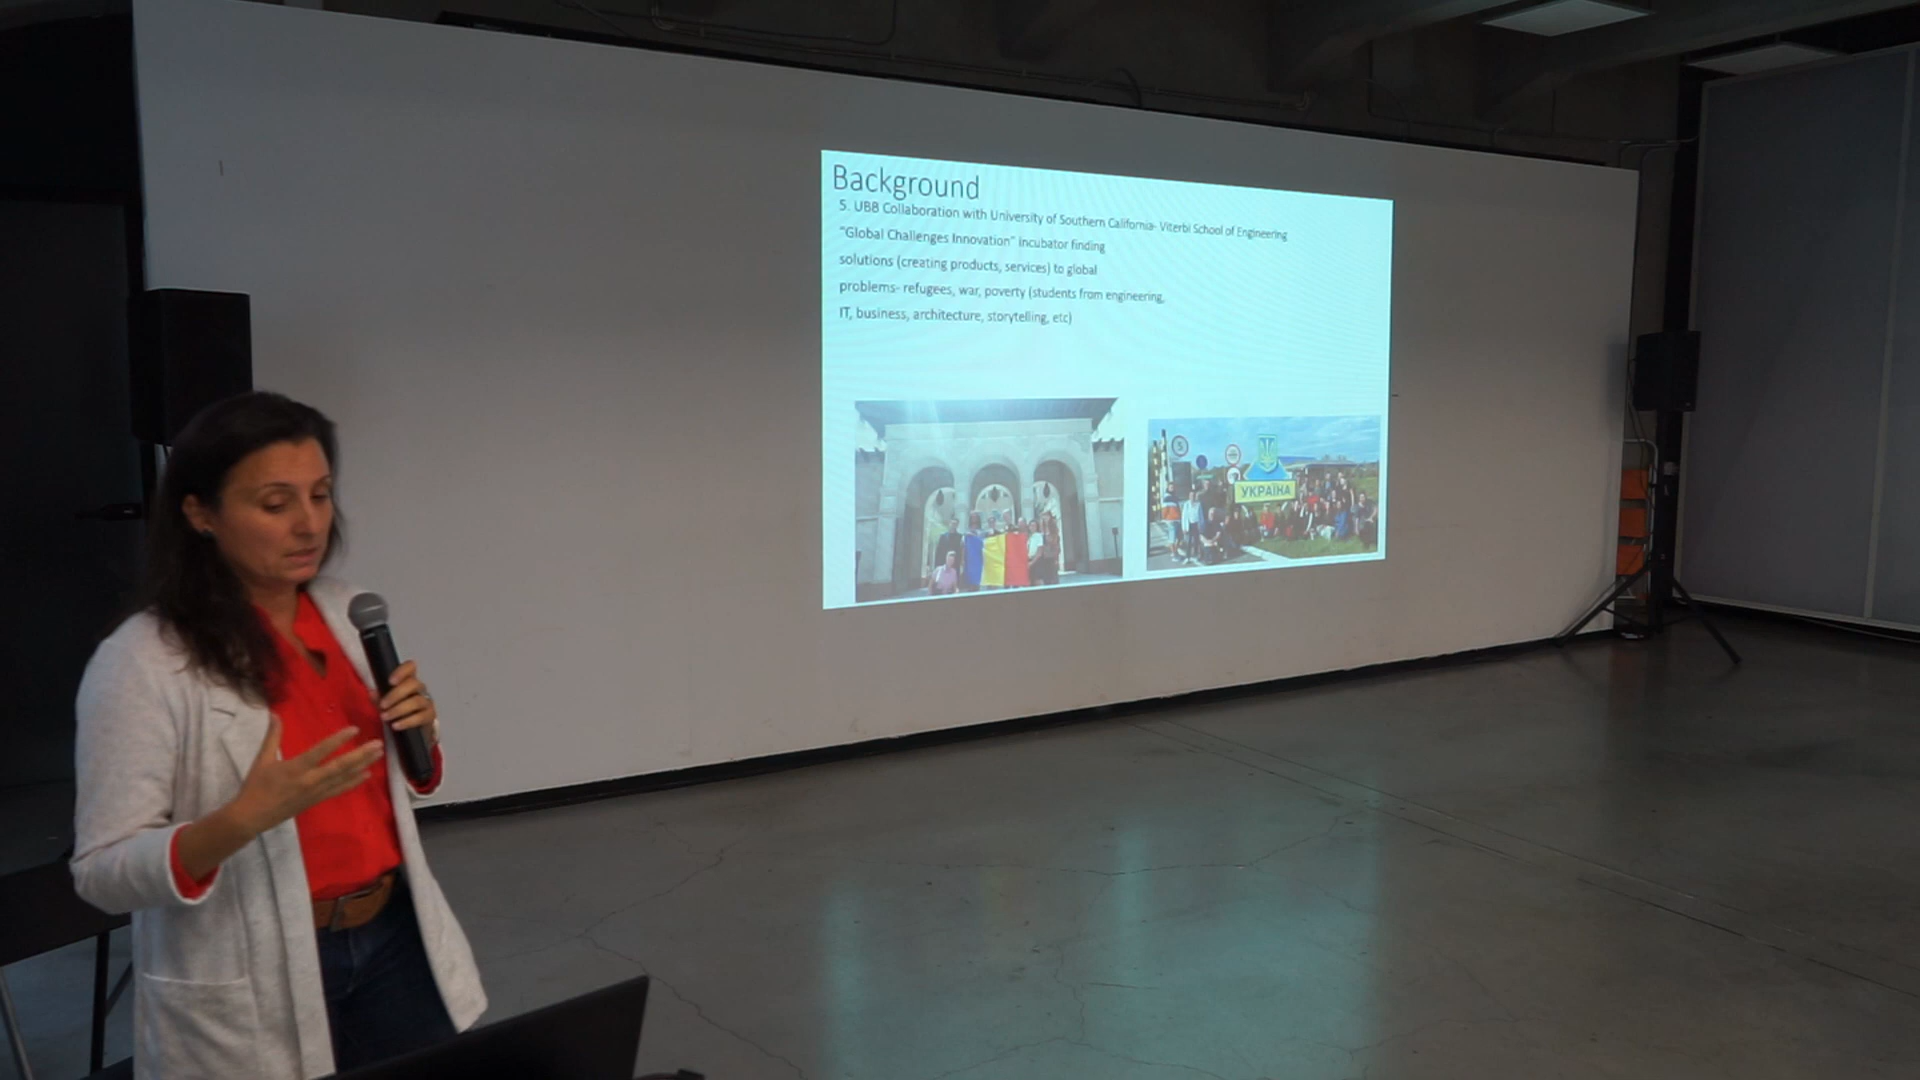 Background
5. UBB Collaboration with University of Southern California- Viterbi School of Engineering
"Global Challenges Innovation" incubator finding
solutions (creating products, services) to global
problems- refugees, war, poverty (students from engineering,
IT, business, architecture, storytelling, etc)
5
УКРАЇНА